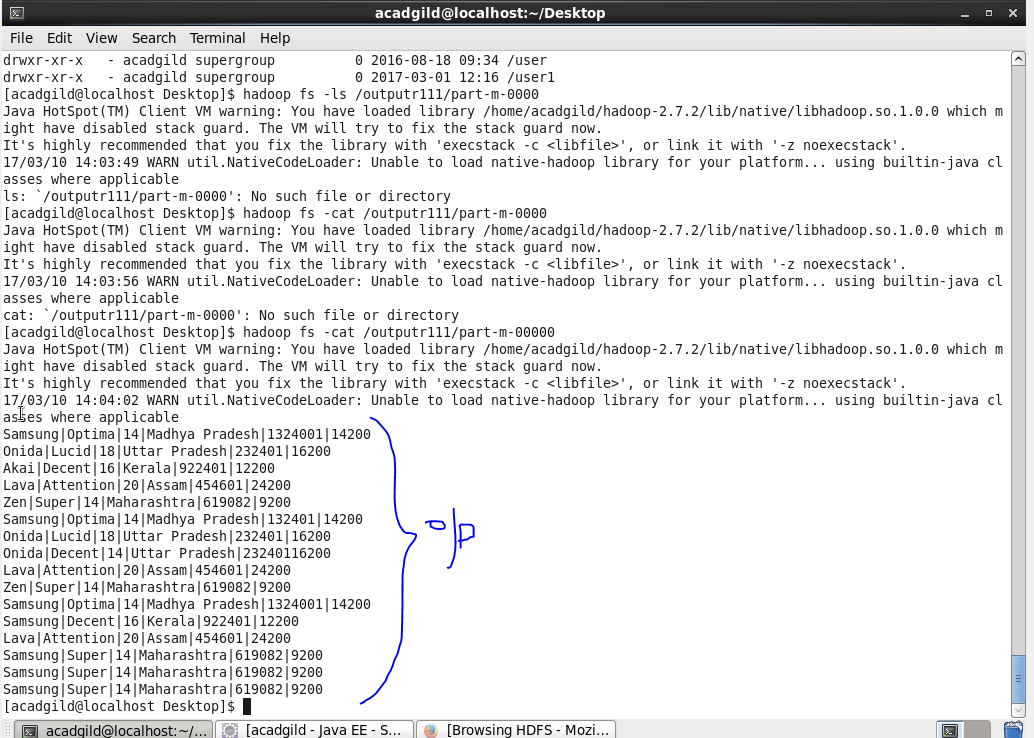 acadgild@localhost:~/Desktop
File Edit View Search Terminal Help
drwxr-xr-x   - acadgild supergroup          0 2016-08-18 09:34 /user
drwxr-xr-x   - acadgild supergroup          0 2017-03-01 12:16 /user1
[acadgild@localhost Desktop]$ hadoop fs -ls /outputr111/part-m-0000
Java HotSpot(TM) Client VM warning: You have loaded library /home/acadgild/hadoop-2.7.2/lib/native/libhadoop.so.1.0.0 which m
ight have disabled stack guard. The VM will try to fix the stack guard now.
It's highly recommended that you fix the library with 'execstack -c <libfile>', or link it with '-z noexecstack'.
17/03/10 14:03:49 WARN util.NativeCodeLoader: Unable to load native-hadoop library for your platform... using builtin-java cl
asses where applicable
ls: `/outputr111/part-m-0000': No such file or directory
[acadgild@localhost Desktop]$ hadoop fs -cat /outputr111/part-m-0000
Java HotSpot(TM) Client VM warning: You have loaded library /home/acadgild/hadoop-2.7.2/lib/native/libhadoop.so.1.0.0 which m
ight have disabled stack guard. The VM will try to fix the stack guard now.
It's highly recommended that you fix the library with 'execstack -c <libfile>', or link it with '-z noexecstack'.
17/03/10 14:03:56 WARN util.NativeCodeLoader: Unable to load native-hadoop library for your platform... using builtin-java cl
asses where applicable
cat: `/outputr111/part-m-0000': No such file or directory
[acadgild@localhost Desktop]$ hadoop fs -cat /outputr111/part-m-00000
Java HotSpot(TM) Client VM warning: You have loaded library /home/acadgild/hadoop-2.7.2/lib/native/libhadoop.so.1.0.0 which m
ight have disabled stack guard. The VM will try to fix the stack guard now.
It's highly recommended that you fix the library with 'execstack -c <libfile>', or link it with '-z noexecstack'.
17/03/10 14:04:02 WARN util.NativeCodeLoader: Unable to load native-hadoop library for your platform... using builtin-java cl
asses where applicable
Samsung|Optima|14|Madhya Pradesh|1324001|14200
Onida|Lucid|18|Uttar Pradesh|232401|16200
Akai|Decent|16|Kerala|922401|12200
Lava|Attention|20|Assam|454601|24200
Zen|Super|14|Maharashtra|619082|9200
Samsung|Optima|14|Madhya Pradesh|132401|14200
Onida|Lucid|18|Uttar Pradesh|232401|16200
Onida|Decent|14|Uttar Pradesh|23240116200
Lava|Attention|20|Assam|454601|24200
Zen|Super|14|Maharashtra|619082|9200
Samsung|Optima|14|Madhya Pradesh|1324001|14200
Samsung|Decent|16|Kerala|922401|12200
Lava|Attention|20|Assam|454601|24200
Samsung|Super|14|Maharashtra|619082|9200
Samsung|Super|14|Maharashtra|619082|9200
Samsung|Super|14|Maharashtra|619082|9200
[acadgild@localhost Desktop]$
o/p
acadgild@localhost:~/... [acadgild - Java EE - S... [Browsing HDFS - Mozi...